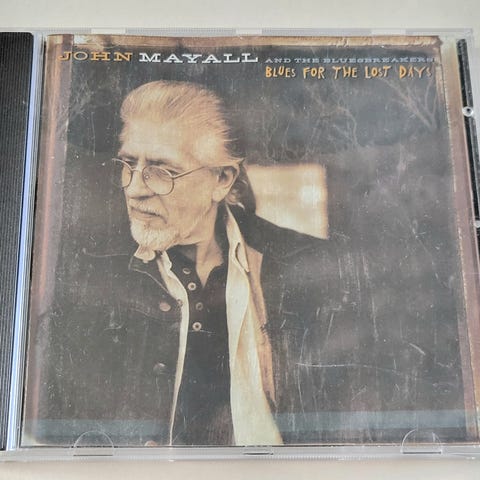 JOHN MAYALL AND THE BLUESBREAKERS
BLUES FOR THE LOST DAYS